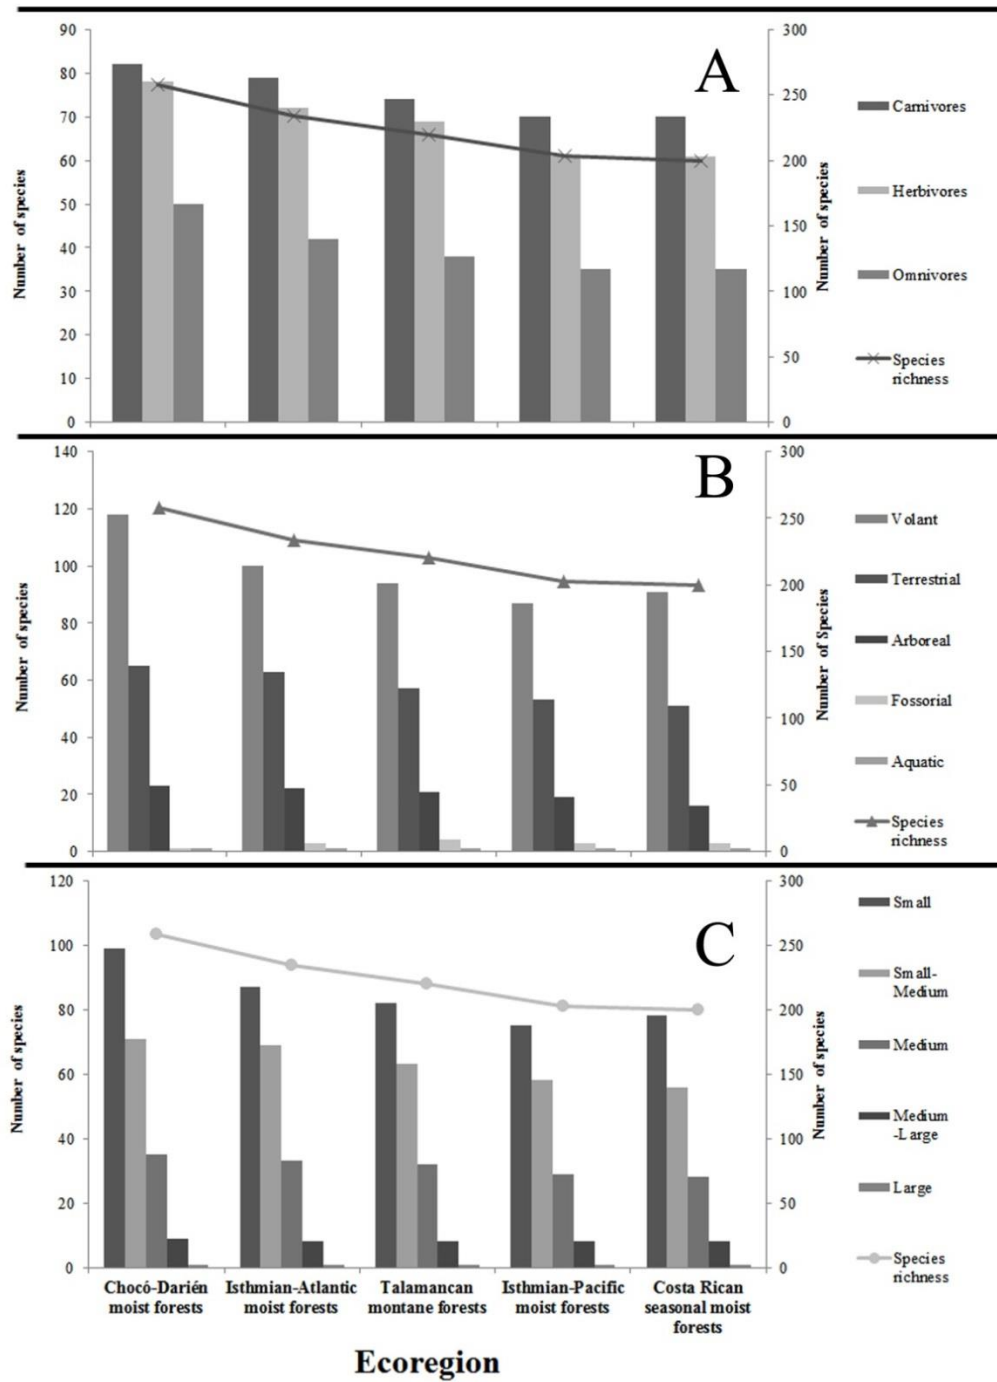 90
80
70
60
50
40
30
20
10
0
Number of species
A
300
250
200
150
100
50
0
Number of species
Carnivores
Herbivores
Omnivores
Species
richness
140
120
100
80
60
40
20
0
Number of species
B
300
250
200
150
100
50
0
Number of Species
Volant
Terrestrial
Arboreal
Fossorial
Aquatic
Species
richness
120
100
80
60
40
20
0
Number of species
C
300
250
200
150
100
50
0
Number of species
Small
Small-
Medium
Medium
Medium
-Large
Large
Species
richness
Chocó-Darién
moist forests
Isthmian-Atlantic
moist forests
Talamancan
montane forests
Isthmian-Pacific
moist forests
Costa Rican
seasonal moist
forests
Ecoregion